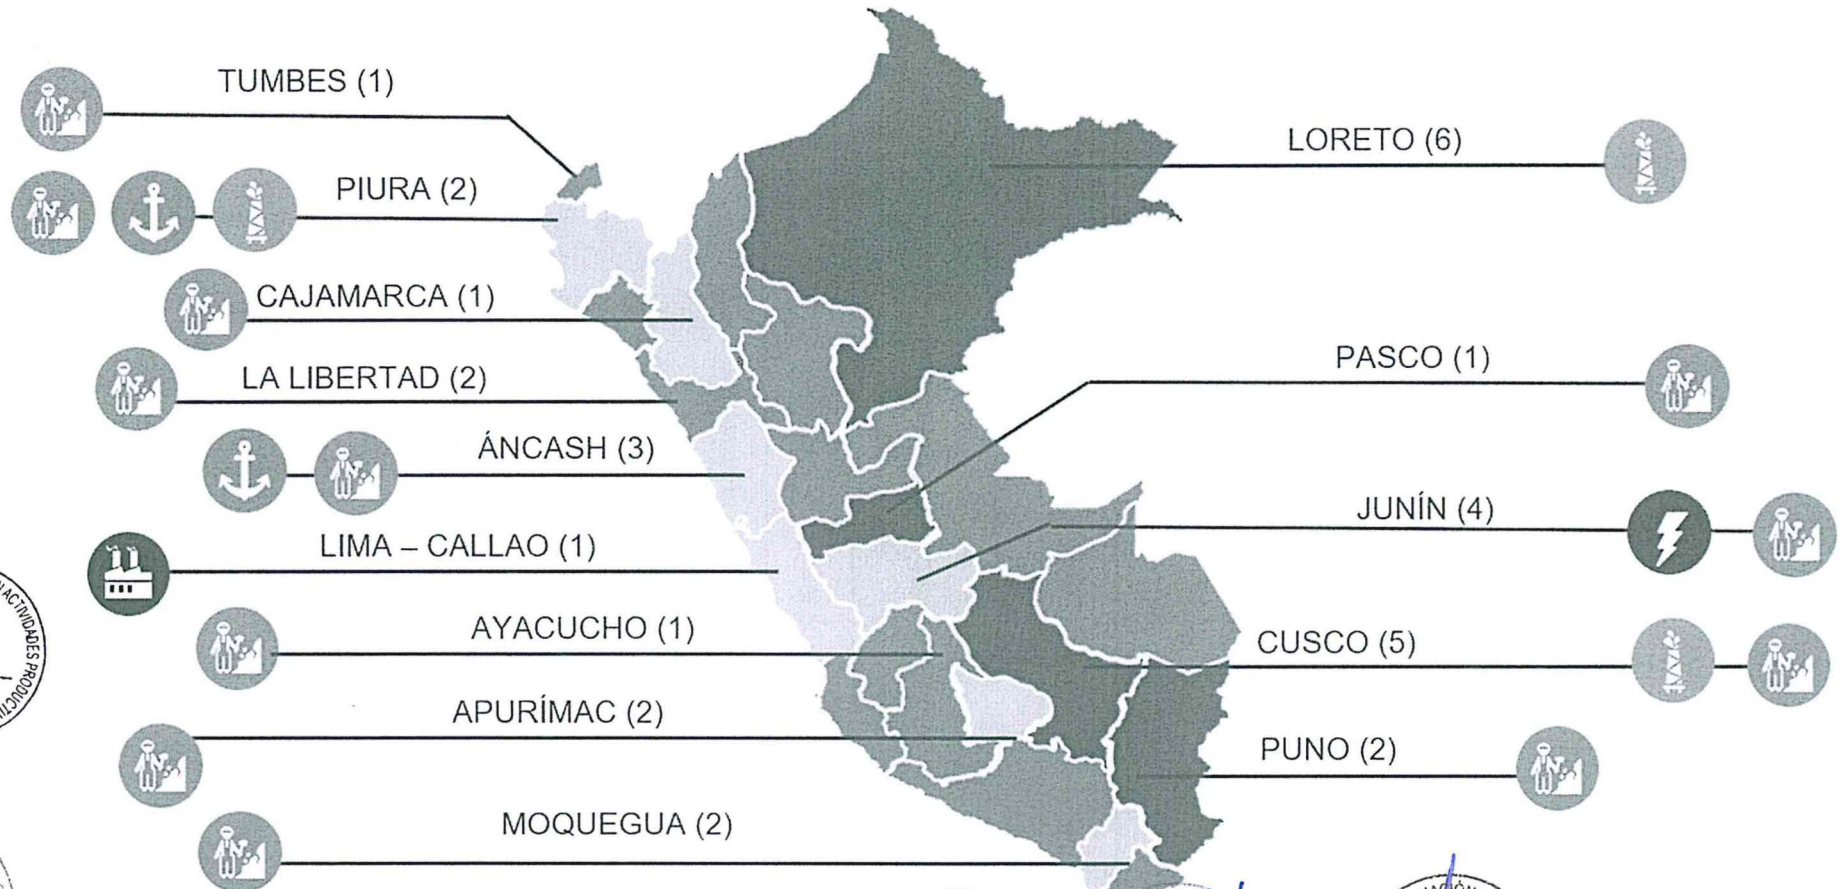 TUMBES (1)
PIURA (2)
CAJAMARCA (1)
LA LIBERTAD (2)
ÁNCASH (3)
LIMA – CALLAO (1)
AYACUCHO (1)
APURÍMAC (2)
MOQUEGUA (2)
LORETO (6)
PASCO (1)
JUNÍN (4)
CUSCO (5)
PUNO (2)
ACTIVIDADES